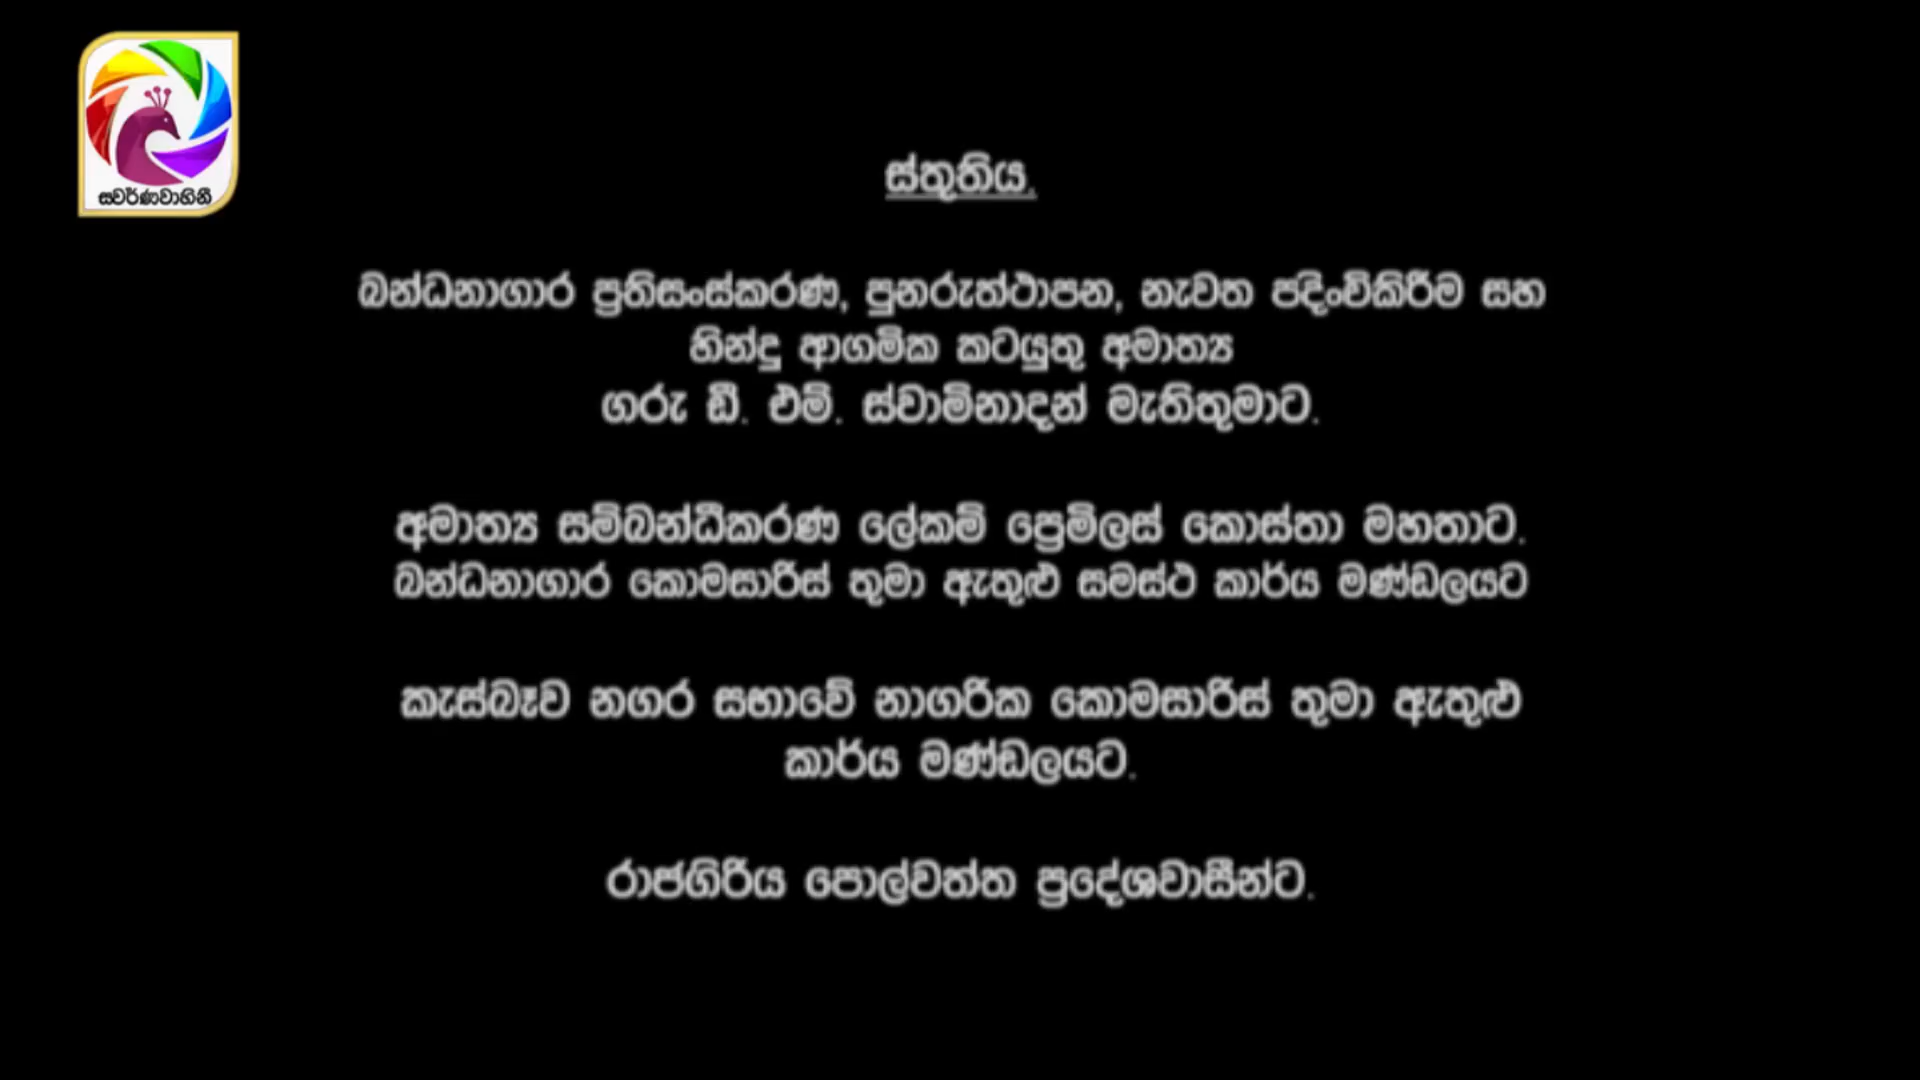 ස්වර්ණවාහිනී
ස්තූතිය.
බන්ධනාගාර ප්‍රතිසංස්කරණ, පුනරුත්ථාපන, නැවත පදිංචිකිරීම සහ
හින්දු ආගමික කටයුතු අමාත්‍ය
ගරු ඩී. එම්. ස්වාමිනාදන් මැතිතුමාට.
අමාත්‍ය සම්බන්ධීකරණ ලේකම් ප්‍රෙම්ලස් කොස්තා මහතාට.
බන්ධනාගාර කොමසාරිස් තුමා ඇතුළු සමස්ථ කාර්ය මණ්ඩලයට
කැස්බෑව නගර සභාවේ නාගරික කොමසාරිස් තුමා ඇතුළු
කාර්ය මණ්ඩලයට.
රාජගිරිය පොල්වත්ත ප්‍රදේශවාසීන්ට.